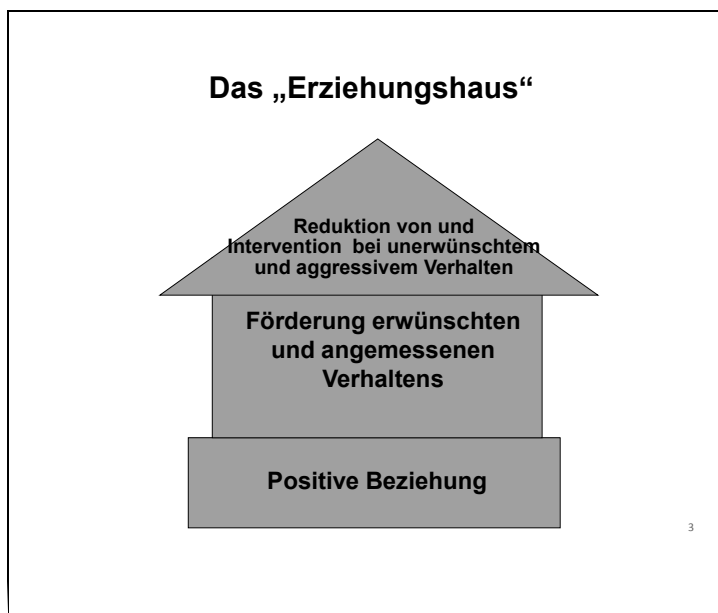 Das „Erziehungshaus“
Reduktion von und
Intervention bei unerwünschtem
und aggressivem Verhalten
Förderung erwünschten
und angemessenen
Verhaltens
Positive Beziehung
3